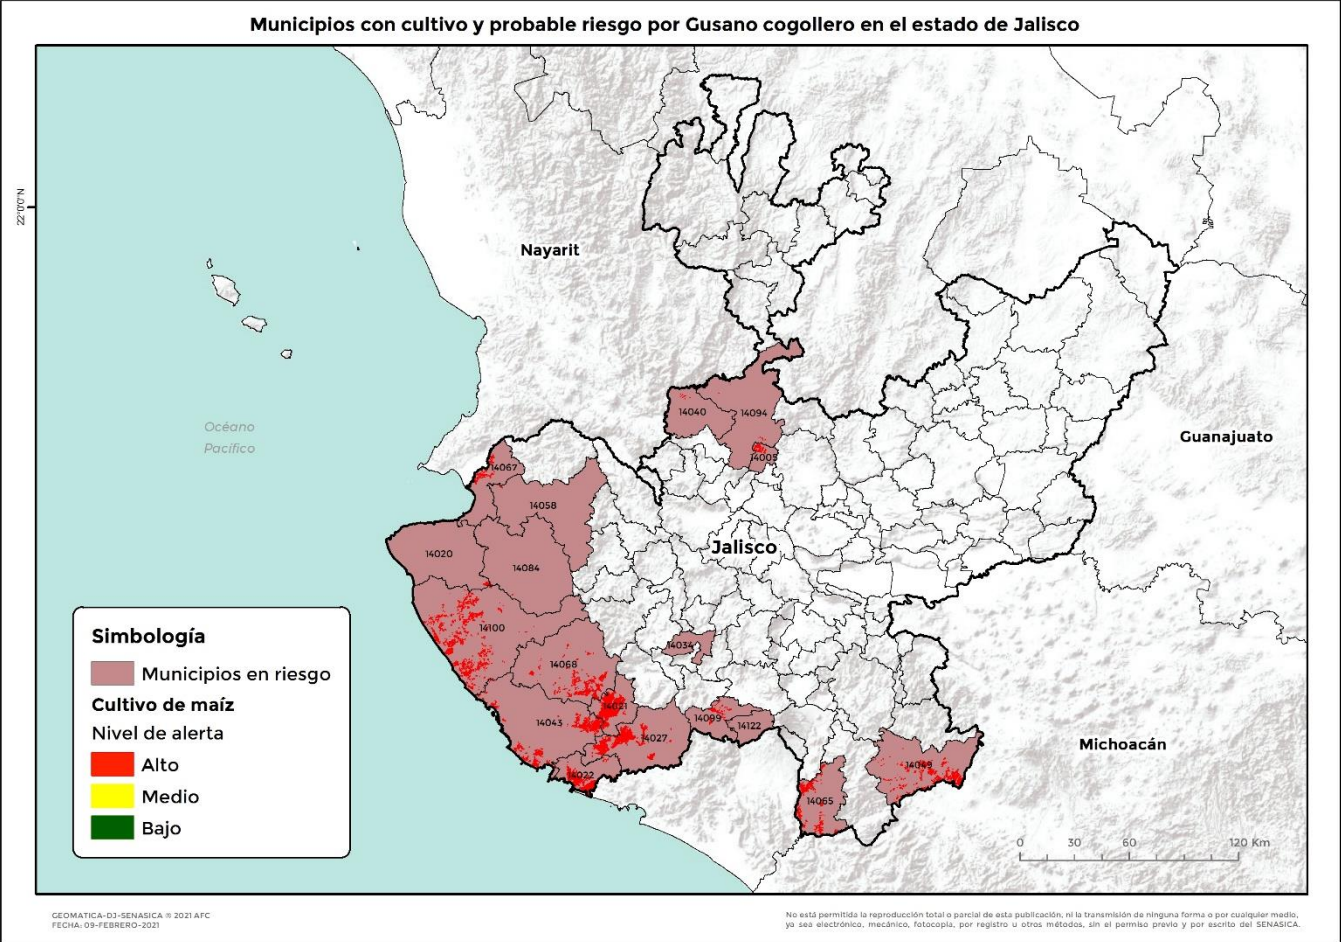 Municipios con cultivo y probable riesgo por Gusano cogollero en el estado de Jalisco
22°0'0"N
Nayarit
Océano
Pacífico
14040
14094
Guanajuato
14005
14067
14058
14020
14084
Jalisco
14100
14034
14068
14021
14043
14099
14122
14027
Michoacán
14049
14022
14065
Simbología
Municipios en riesgo
Cultivo de maíz
Nivel de alerta
Alto
Medio
Bajo
0 30 60 120 Km
GEOMATICA-DJ-SENASICA ® 2021 AFC
FECHA: 09-FEBRERO-2021
No está permitida la reproducción total o parcial de esta publicación, ni la transmisión de ninguna forma o por cualquier medio,
ya sea electrónico, mecánico, fotocopia, por registro u otros métodos, sin el permiso previo y por escrito del SENASICA.